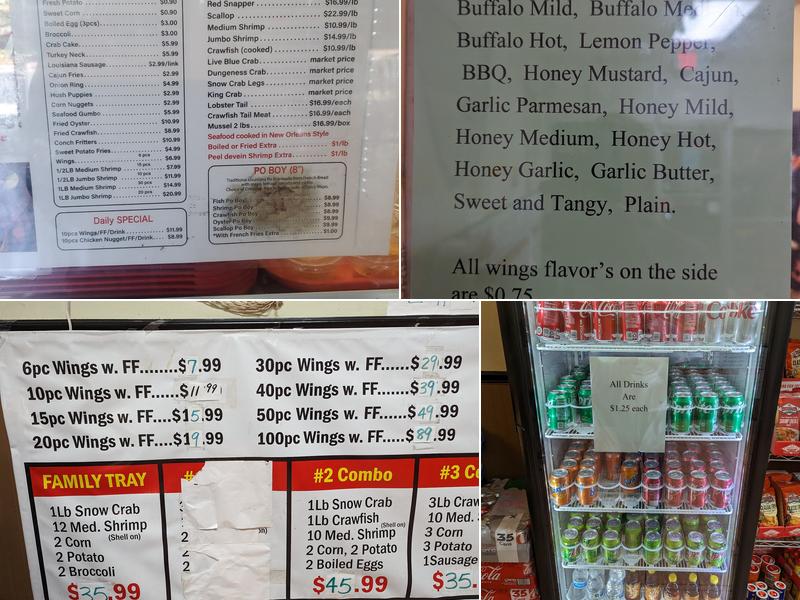 Fresh Potato $0.90
Sweet Corn $0.90
Boiled Egg (3pcs) $3.00
Broccoli $3.00
Crab Cake $5.99
Turkey Neck $5.99
Louisiana Sausage $2.99/link
Cajun Fries $2.99
Onion Ring $4.99
Hush Puppies $2.99
Corn Nuggets $2.99
Seafood Gumbo $5.99
Fried Oyster $10.99
Fried Crawfish $8.99
Conch Fritters $10.99
Sweet Potato Fries $4.99
Wings 6 pcs $6.99
1/2LB Medium Shrimp $7.99
1/2LB Jumbo Shrimp $11.99
1LB Medium Shrimp $14.99
1LB Jumbo Shrimp 20 pcs $20.99
Daily SPECIAL
10pcs Wings/FF/Drink $11.99
10pcs Chicken Nugget/FF/Drink $8.99
Red Snapper $16.99/lb
Scallop $22.99/lb
Medium Shrimp $10.99/lb
Jumbo Shrimp $14.99/lb
Crawfish (cooked) $10.99/lb
Live Blue Crab market price
Dungeness Crab market price
Snow Crab Legs market price
King Crab market price
Lobster Tail $16.99/each
Crawfish Tail Meat $16.99/each
Mussel 2 lbs $16.99/box
Seafood cooked in New Orleans Style
Boiled or Fried Extra $1/lb
Peel devein Shrimp Extra $1/lb
PO BOY (8")
Fish Po Boy $8.99
Shrimp Po Boy $8.99
Crawfish Po Boy
Oyster Po Boy $9.99
Scallop Po Boy $9.99
*With French Fries Extra $1.00
Buffalo Mild, Buffalo Med
Buffalo Hot, Lemon Pepper,
BBQ, Honey Mustard, Cajun,
Garlic Parmesan, Honey Mild,
Honey Medium, Honey Hot,
Honey Garlic, Garlic Butter,
Sweet and Tangy, Plain.
All wings flavor's on the side
are $0.75
6pc Wings w. FF........$7.99
10pc Wings w. FF......$11.99
15pc Wings w. FF......$15.99
20pc Wings w. FF......$19.99
30pc Wings w. FF......$29.99
40pc Wings w. FF......$39.99
50pc Wings w. FF......$49.99
100pc Wings w. FF....$89.99
FAMILY TRAY
1Lb Snow Crab
12 Med. Shrimp
(Shell on)
2 Corn
2 Potato
2 Broccoli
$35.99
#
2
2
2
#2 Combo
1Lb Snow Crab
1Lb Crawfish
(Shell on)
10 Med. Shrimp
2 Corn, 2 Potato
2 Boiled Eggs
$45.99
#3 Co
3Lb Craw
10 Med.
3 Corn
3 Potato
1Sausage
$35.
Coke
All Drinks
Are
$1.25 each
35